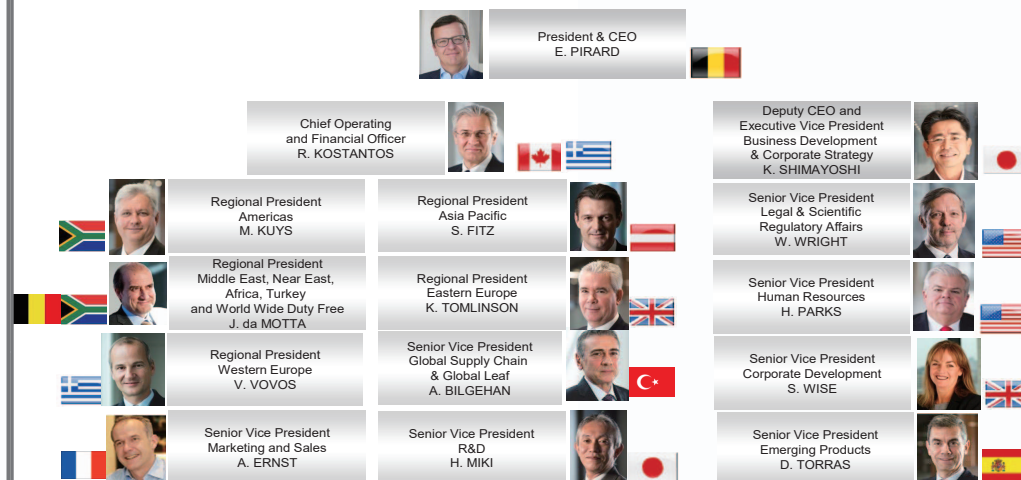 President & CEO
E. PIRARD
Chief Operating
and Financial Officer
R. KOSTANTOS
Deputy CEO and
Executive Vice President
Business Development
& Corporate Strategy
K. SHIMAYOSHI
Regional President
Americas
M. KUYS
Regional President
Asia Pacific
S. FITZ
Senior Vice President
Legal & Scientific
Regulatory Affairs
W. WRIGHT
Regional President
Middle East, Near East,
Africa, Turkey
and World Wide Duty Free
J. da MOTTA
Regional President
Eastern Europe
K. TOMLINSON
Senior Vice President
Human Resources
H. PARKS
Regional President
Western Europe
V. VOVOS
Senior Vice President
Global Supply Chain
& Global Leaf
A. BILGEHAN
Senior Vice President
Corporate Development
S. WISE
Senior Vice President
Marketing and Sales
A. ERNST
Senior Vice President
R&D
H. MIKI
Senior Vice President
Emerging Products
D. TORRAS